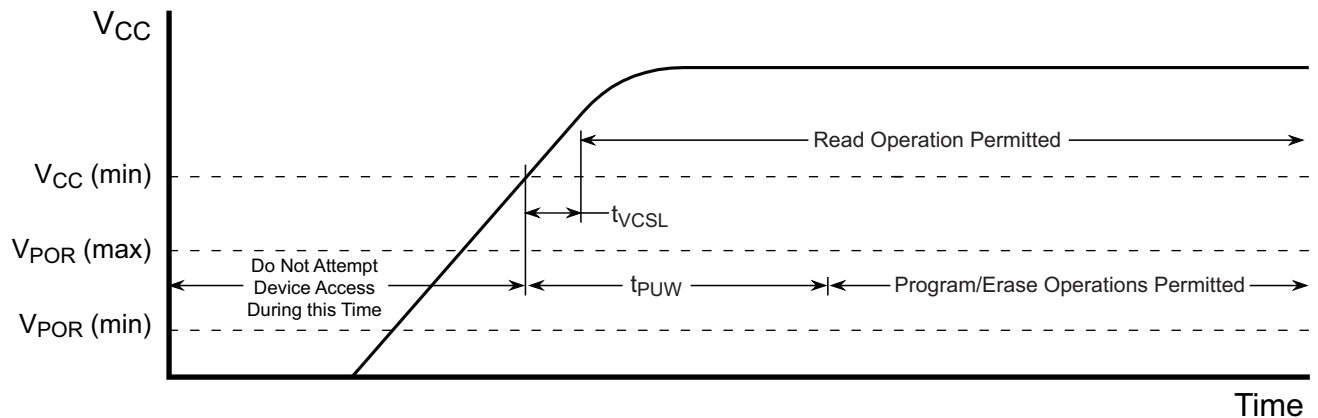 VCC
Read Operation Permitted
VCC (min)
tVCSL
VPOR (max)
Do Not Attempt
Device Access
During this Time
tPUW
Program/Erase Operations Permitted
VPOR (min)
Time